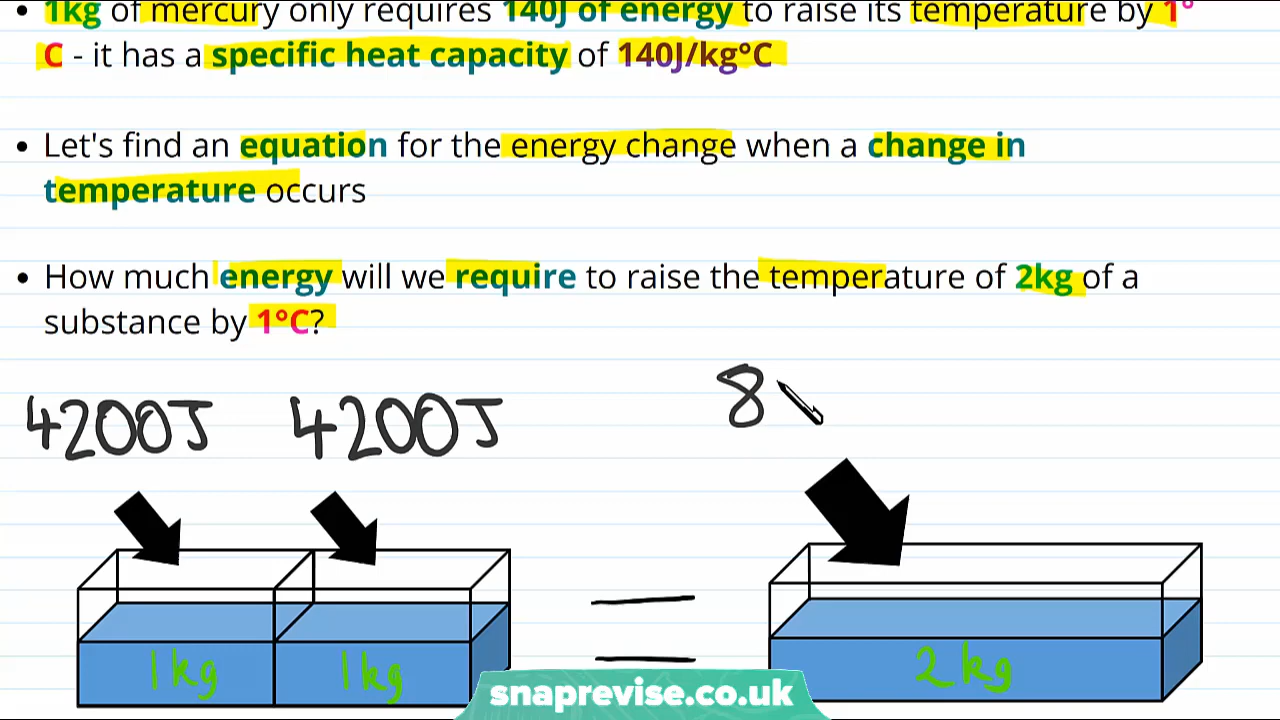 1kg of mercury only requires 140J of energy to raise its temperature by 1°
C - it has a specific heat capacity of 140J/kg°C
• Let's find an equation for the energy change when a change in
temperature occurs
• How much energy will we require to raise the temperature of 2kg of a
substance by 1°C?
4200J 4200J 8
1kg 1kg 2kg
snaprevise.co.uk